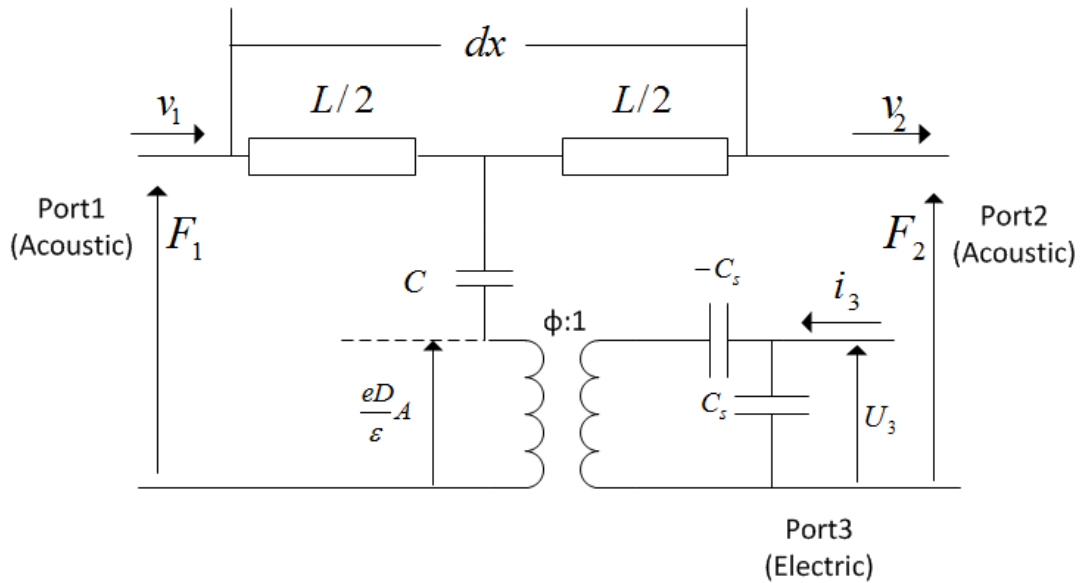 dx
v₁
L/2
L/2
v₂
Port1
(Acoustic)
F₁
F₂
Port2
(Acoustic)
C
−Cₛ
i₃
ϕ:1
eD/ε A
Cₛ
U₃
Port3
(Electric)